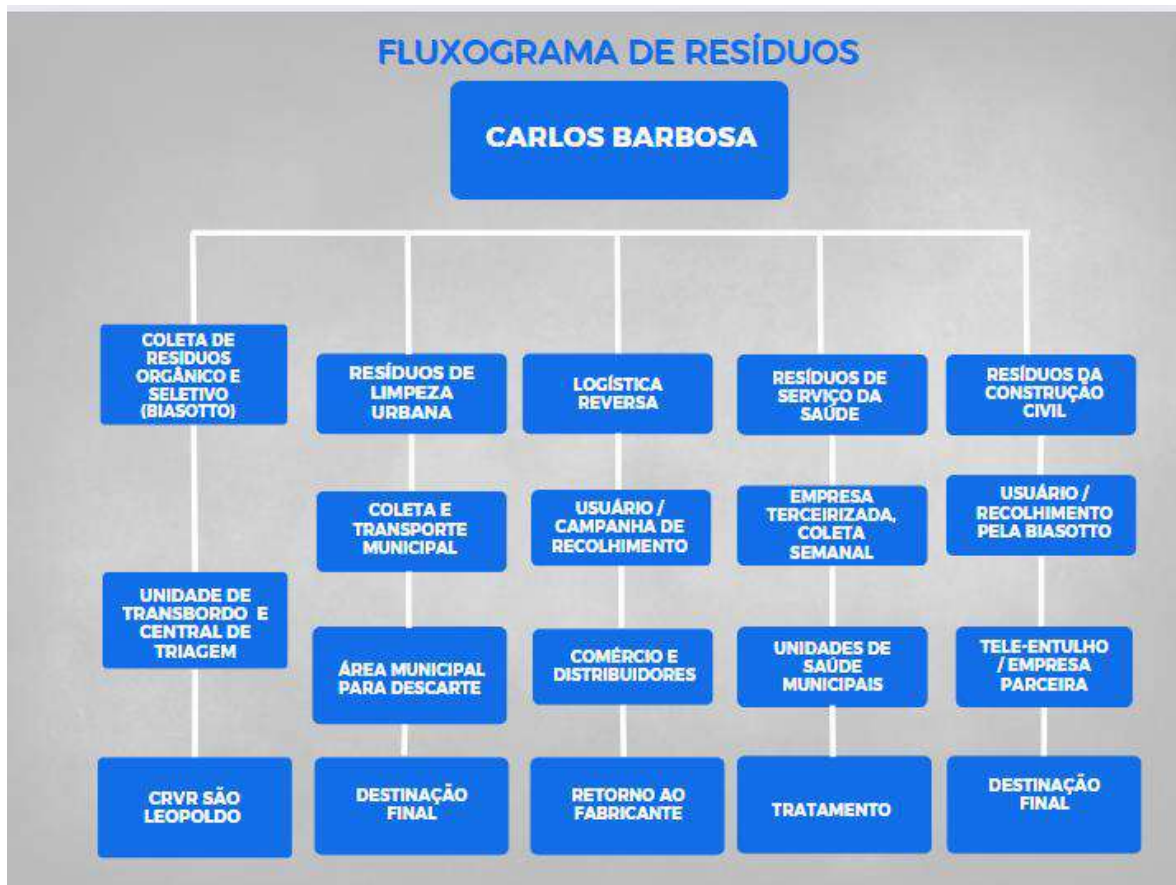 FLUXOGRAMA DE RESÍDUOS
CARLOS BARBOSA
COLETA DE
RESÍDUOS
ORGÂNICO E
SELETIVO
(BIASOTTO)
UNIDADE DE
TRANSBORDO E
CENTRAL DE
TRIAGEM
CRVR SÃO
LEOPOLDO
RESÍDUOS DE
LIMPEZA
URBANA
COLETA E
TRANSPORTE
MUNICIPAL
ÁREA MUNICIPAL
PARA DESCARTE
DESTINAÇÃO
FINAL
LOGÍSTICA
REVERSA
USUÁRIO /
CAMPANHA DE
RECOLHIMENTO
COMÉRCIO E
DISTRIBUIDORES
RETORNO AO
FABRICANTE
RESÍDUOS DE
SERVIÇO DA
SAÚDE
EMPRESA
TERCEIRIZADA,
COLETA
SEMANAL
UNIDADES DE
SAÚDE
MUNICIPAIS
TRATAMENTO
RESÍDUOS DA
CONSTRUÇÃO
CIVIL
USUÁRIO /
RECOLHIMENTO
PELA BIASOTTO
TELE-ENTULHO
/ EMPRESA
PARCEIRA
DESTINAÇÃO
FINAL